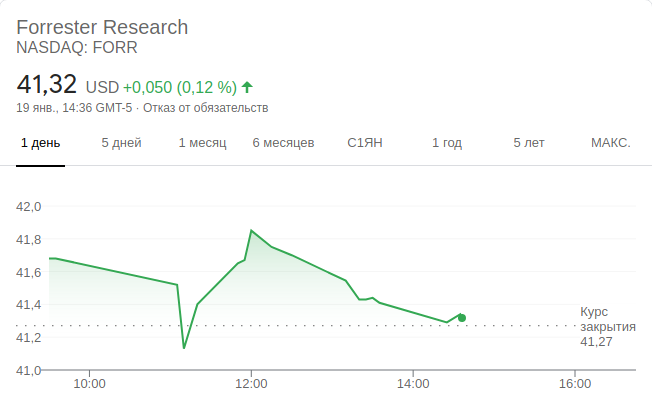 Forrester Research
NASDAQ: FORR
41,32 USD +0,050 (0,12 %)
19 янв., 14:36 GMT-5 · Отказ от обязательств
1 день 5 дней 1 месяц 6 месяцев С1ЯН 1 год 5 лет МАКС.
42,0
41,8
41,6
41,4
Курс
закрытия
41,2
41,27
41,0
10:00 12:00 14:00 16:00